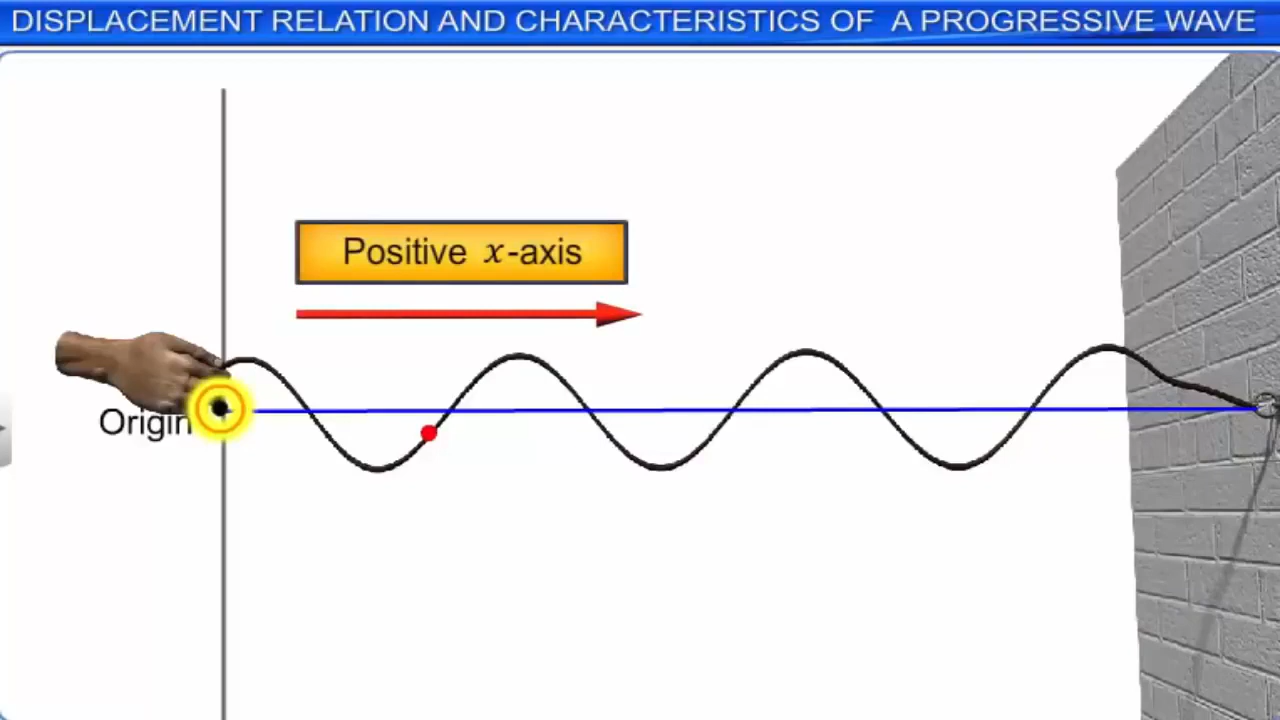 DISPLACEMENT RELATION AND CHARACTERISTICS OF A PROGRESSIVE WAVE
Positive x-axis
Origin